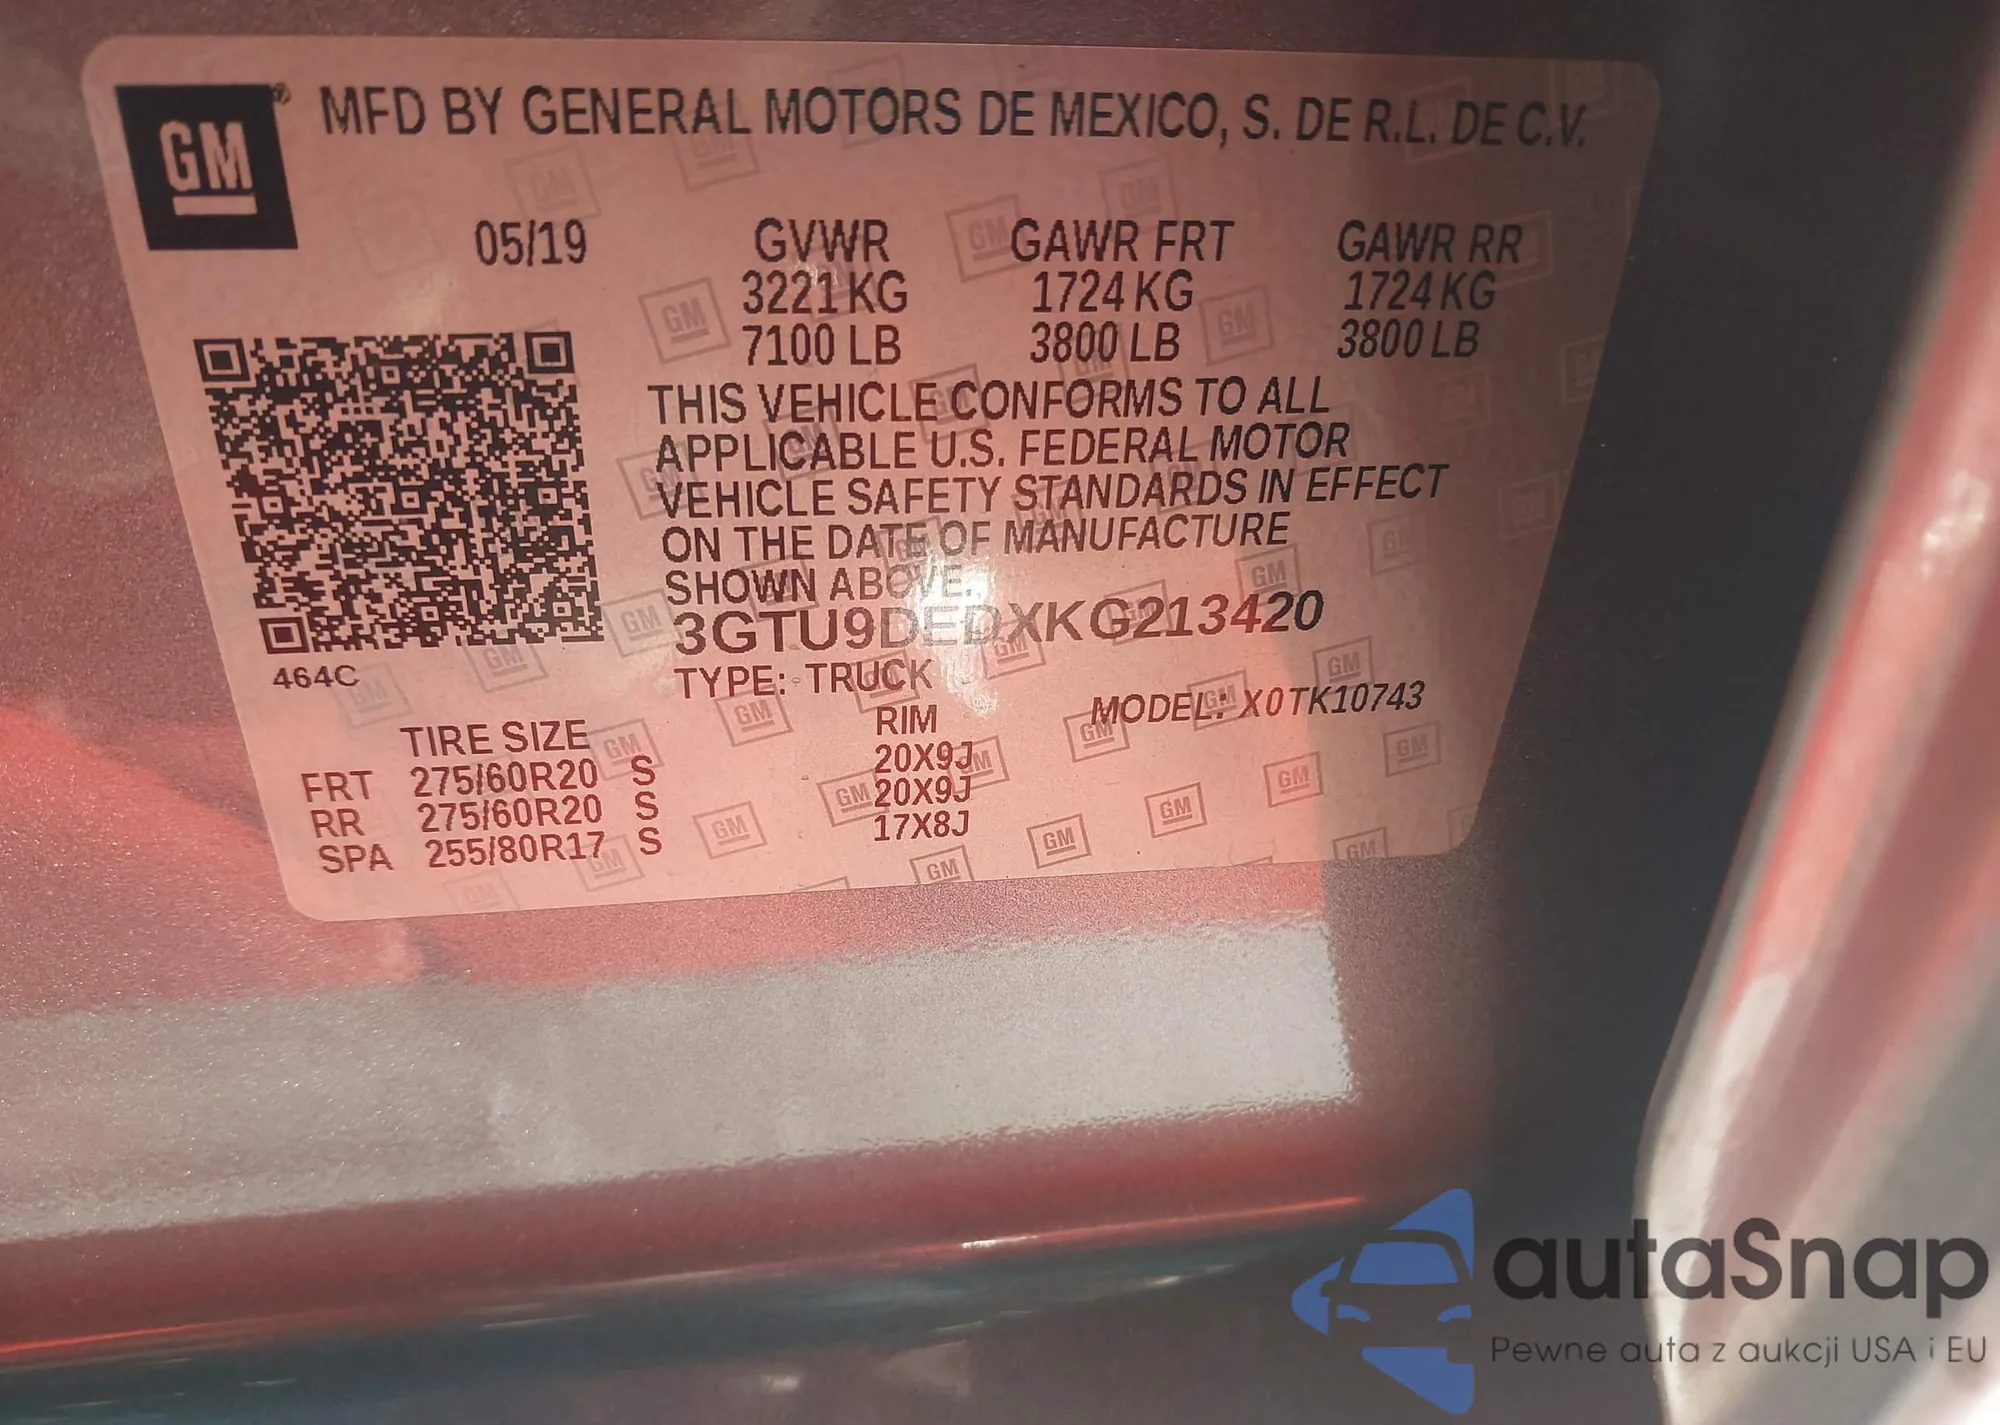 GM ® MFD BY GENERAL MOTORS DE MEXICO, S. DE R.L. DE C.V.
05/19 GVWR GAWR FRT GAWR RR
3221 KG 1724 KG 1724 KG
7100 LB 3800 LB 3800 LB
THIS VEHICLE CONFORMS TO ALL
APPLICABLE U.S. FEDERAL MOTOR
VEHICLE SAFETY STANDARDS IN EFFECT
ON THE DATE OF MANUFACTURE
SHOWN ABOVE.
3GTU9DEDXKG213420
464C
TYPE: TRUCK MODEL: X0TK10743
TIRE SIZE RIM
FRT 275/60R20 S 20X9J
RR 275/60R20 S 20X9J
SPA 255/80R17 S 17X8J
autaSnap
Pewne auta z aukcji USA i EU